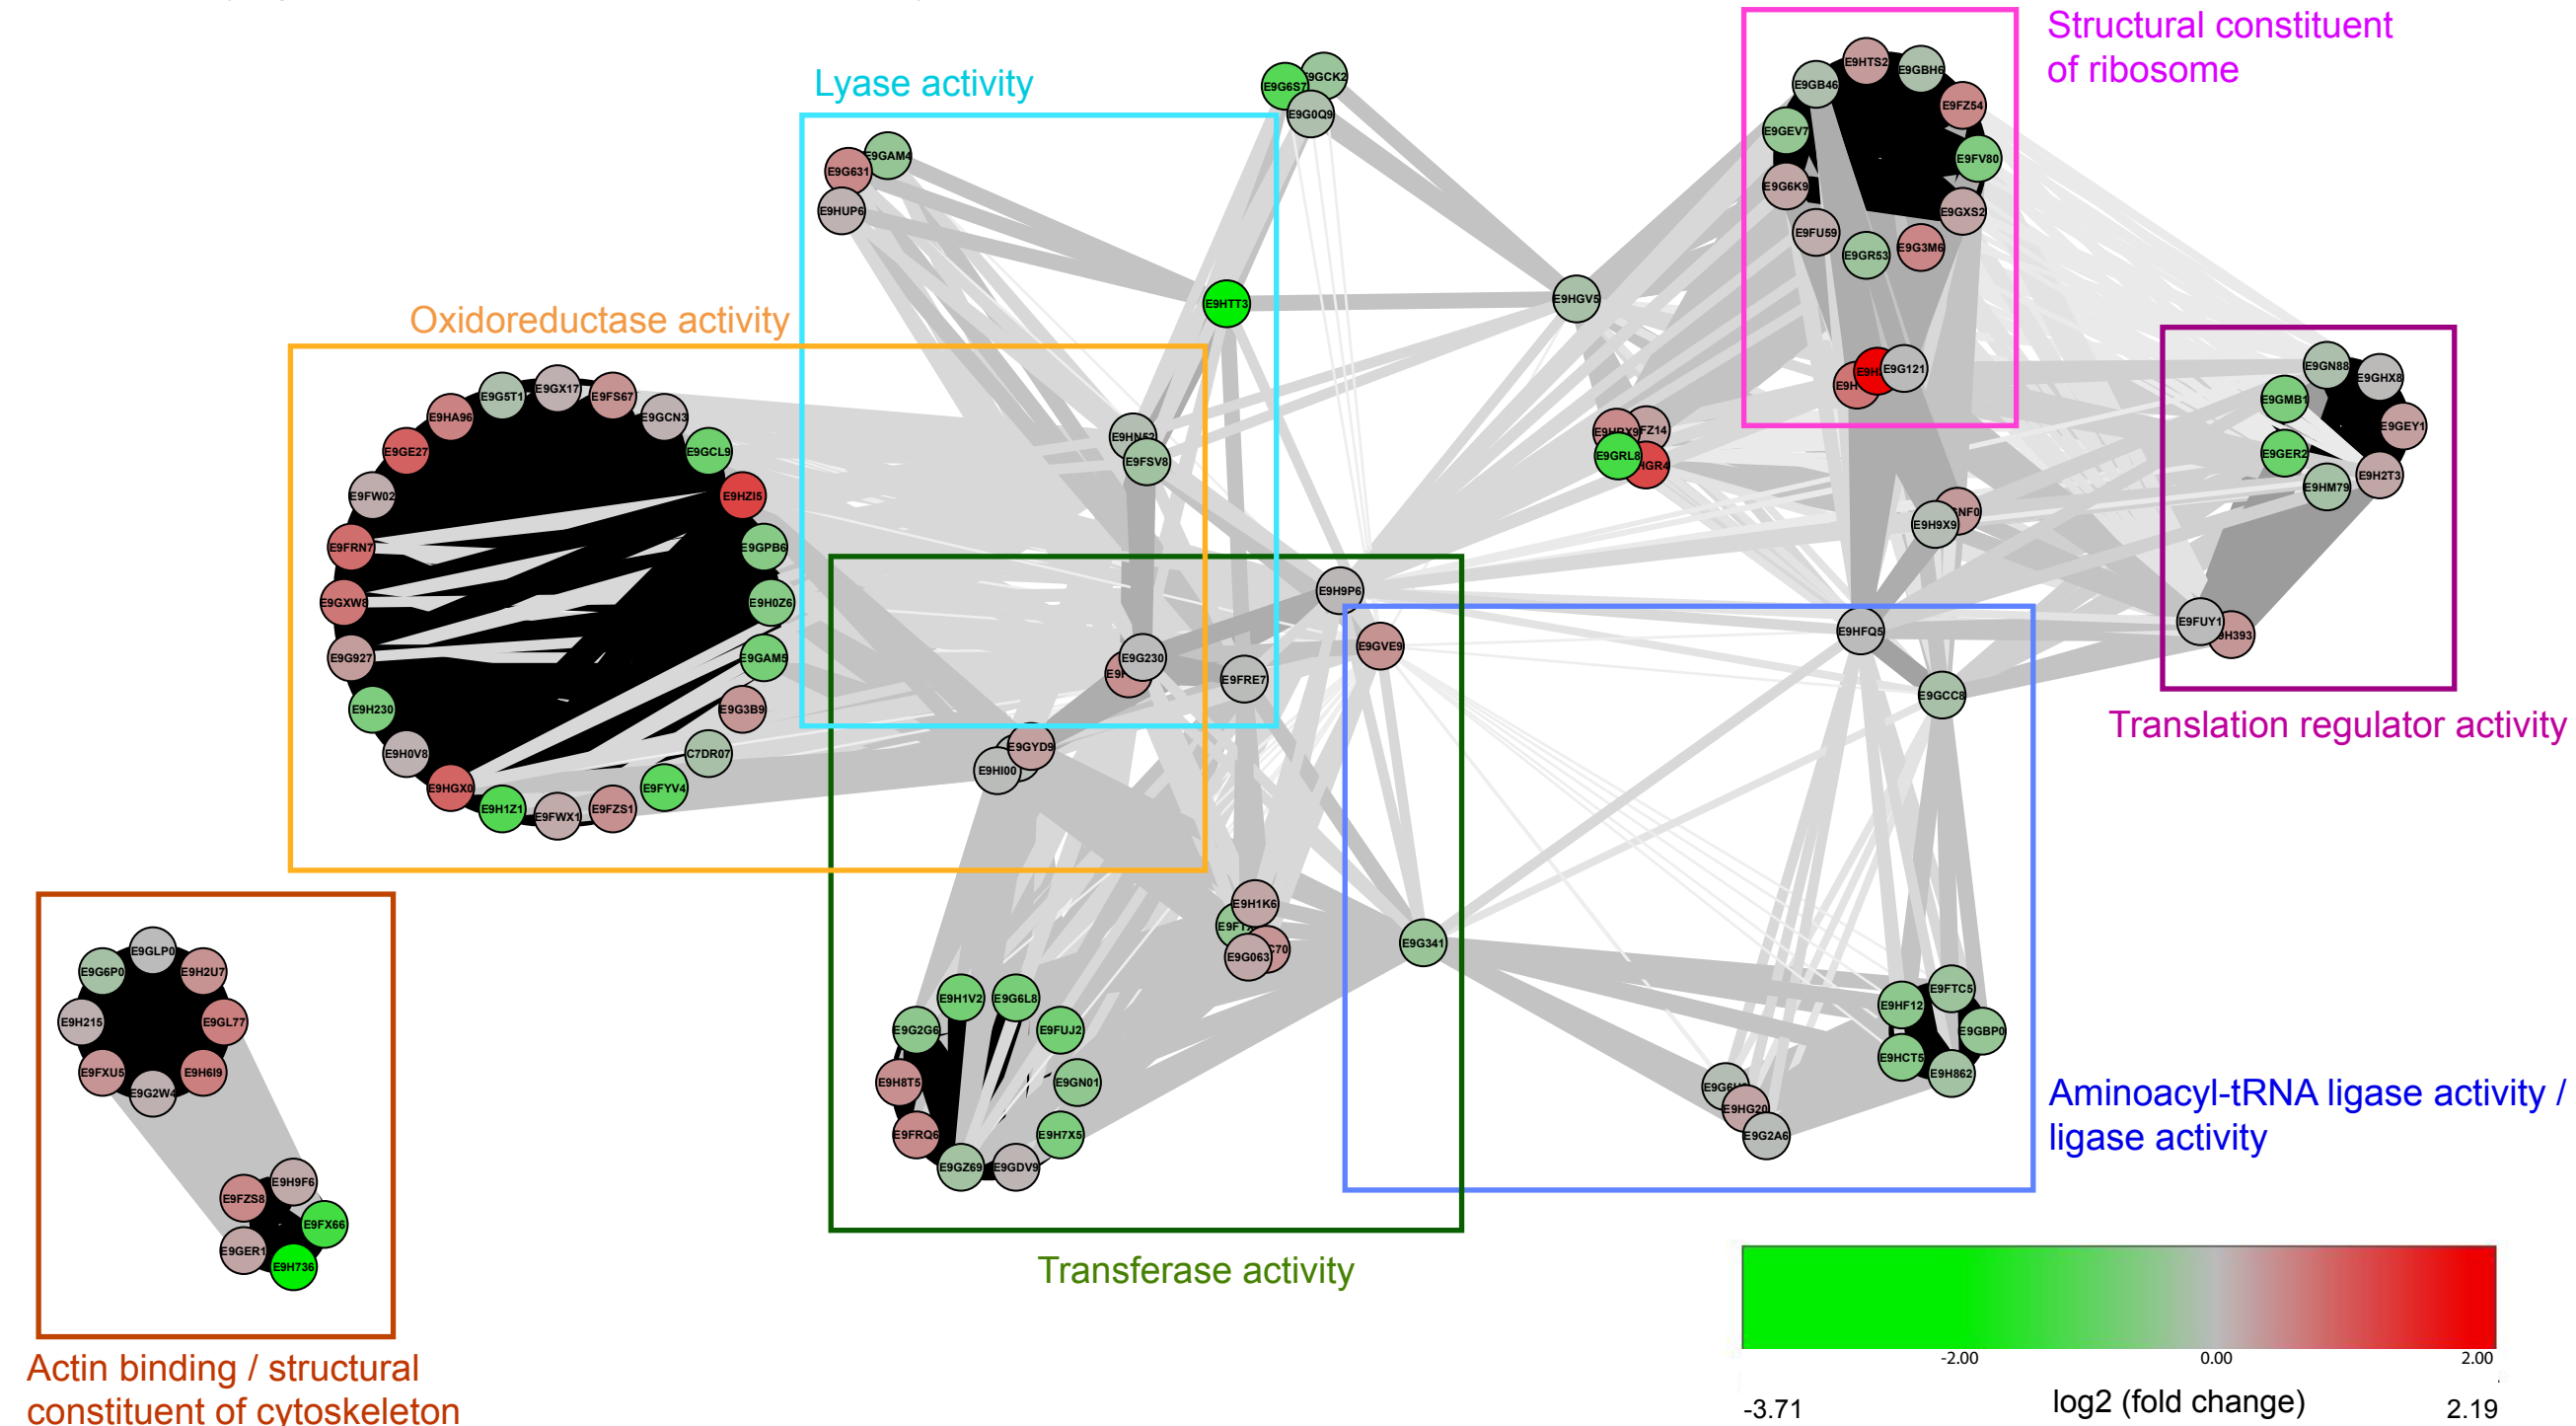 Structural constituent
of ribosome
Lyase activity
E9GCK2
E9G6S7
E9G0Q9
E9HTS2
E9GBH6
E9GB46
E9FZ54
E9GEV7
E9FV80
E9G6K9
E9GXS2
E9FU59
E9GR53
E9G3M6
E9GAM4
E9G631
E9HUP6
E9HTT3
E9HGV5
Oxidoreductase activity
E9G121
E9GX17
E9G5T1
E9FS67
E9HA96
E9GCN3
E9GE27
E9GCL9
E9FW02
E9HZI5
E9FRN7
E9GPB6
E9GXW8
E9H0Z6
E9G927
E9GAM5
E9H230
E9G3B9
E9H0V8
C7DR07
E9HGX0
E9FYV4
E9H1Z1
E9FWX1
E9FZS1
E9FSV8
E9GRL8
E9H9X9
E9GN88
E9GHX8
E9GMB1
E9GEY1
E9GER2
E9H2T3
E9HM79
E9FUY1
E9H9P6
E9GVE9
E9HFQ5
E9G230
E9FRE7
E9GCC8
Translation regulator activity
E9GYD9
E9HI00
E9H1K6
E9G063
E9G341
E9GLP0
E9G6P0
E9H2U7
E9H215
E9GL77
E9FXU5
E9H6I9
E9G2W4
E9H1V2
E9G6L8
E9G2G6
E9FUJ2
E9H8T5
E9GN01
E9FRQ6
E9H7X5
E9GZ69
E9GDV9
E9FTC5
E9HF12
E9GBP0
E9HCT5
E9H862
E9HG20
E9G2A6
Aminoacyl-tRNA ligase activity /
ligase activity
E9H9F6
E9FZS8
E9FX66
E9GER1
E9H736
Transferase activity
Actin binding / structural
constituent of cytoskeleton
-2.00
0.00
2.00
-3.71
log2 (fold change)
2.19